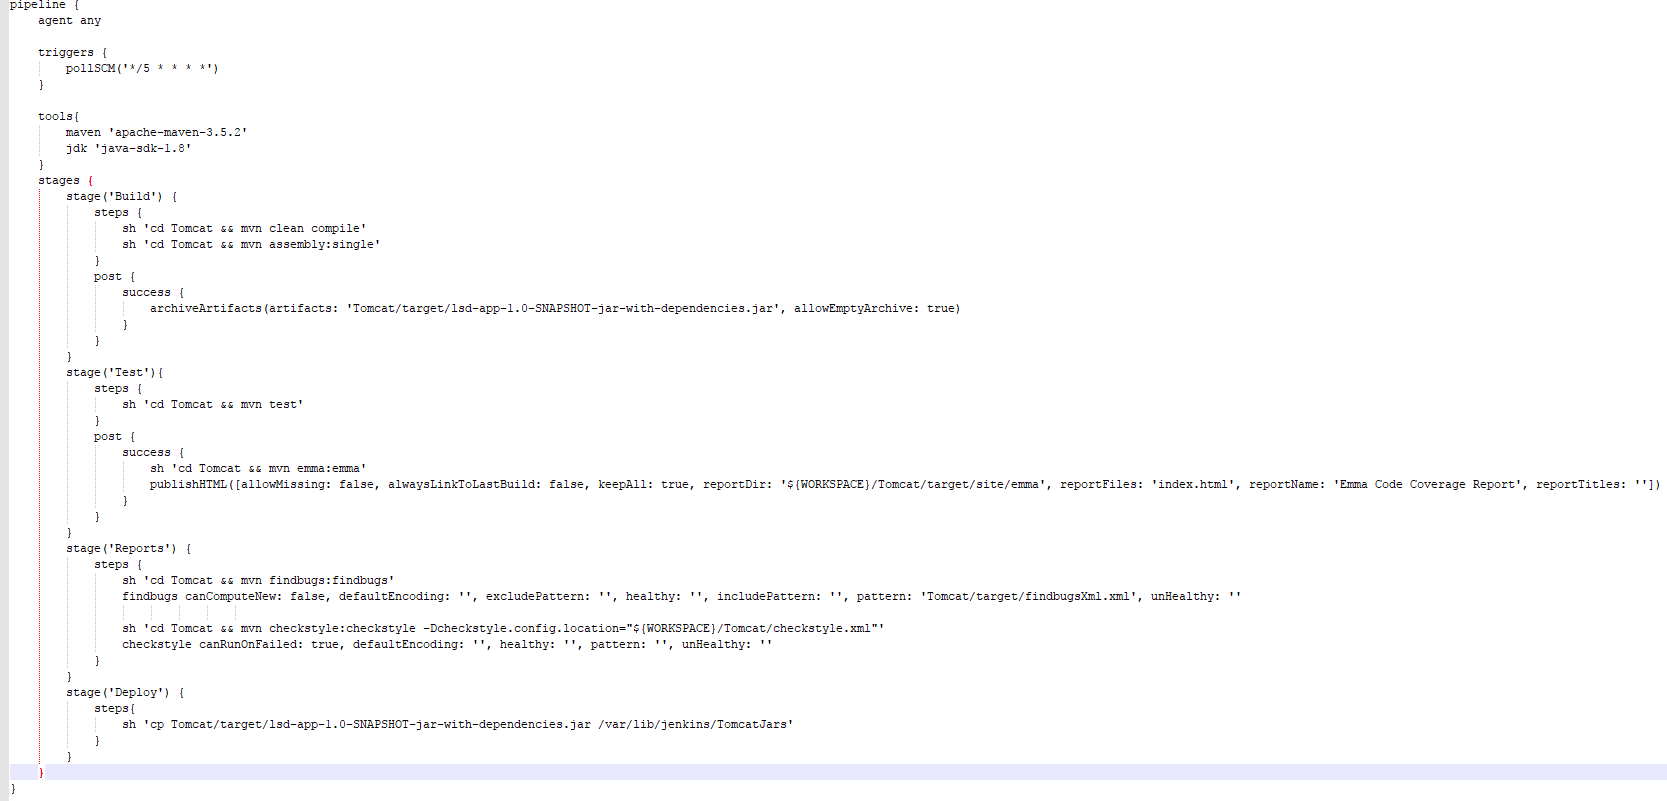 pipeline {
    agent any

    triggers {
        pollSCM('*/5 * * * *')
    }

    tools{
        maven 'apache-maven-3.5.2'
        jdk 'java-sdk-1.8'
    }
    stages {
        stage('Build') {
            steps {
                sh 'cd Tomcat && mvn clean compile'
                sh 'cd Tomcat && mvn assembly:single'
            }
            post {
                success {
                    archiveArtifacts(artifacts: 'Tomcat/target/lsd-app-1.0-SNAPSHOT-jar-with-dependencies.jar', allowEmptyArchive: true)
                }
            }
        }
        stage('Test'){
            steps {
                sh 'cd Tomcat && mvn test'
            }
            post {
                success {
                    sh 'cd Tomcat && mvn emma:emma'
                    publishHTML([allowMissing: false, alwaysLinkToLastBuild: false, keepAll: true, reportDir: '${WORKSPACE}/Tomcat/target/site/emma', reportFiles: 'index.html', reportName: 'Emma Code Coverage Report', reportTitles: ''])
                }
            }
        }
        stage('Reports') {
            steps {
                sh 'cd Tomcat && mvn findbugs:findbugs'
                findbugs canComputeNew: false, defaultEncoding: '', excludePattern: '', healthy: '', includePattern: '', pattern: 'Tomcat/target/findbugsXml.xml', unHealthy: ''

                sh 'cd Tomcat && mvn checkstyle:checkstyle -Dcheckstyle.config.location="${WORKSPACE}/Tomcat/checkstyle.xml"'
                checkstyle canRunOnFailed: true, defaultEncoding: '', healthy: '', pattern: '', unHealthy: ''
            }
        }
        stage('Deploy') {
            steps{
                sh 'cp Tomcat/target/lsd-app-1.0-SNAPSHOT-jar-with-dependencies.jar /var/lib/jenkins/TomcatJars'
            }
        }
    }
}